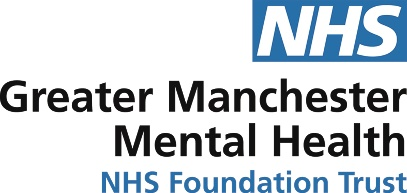 NHS
Greater Manchester
Mental Health
NHS Foundation Trust